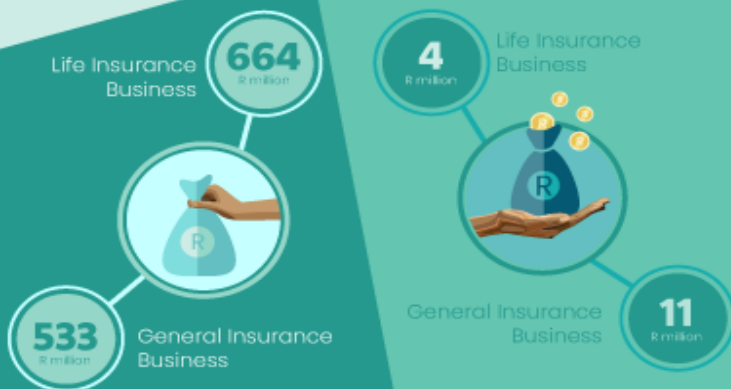 Life Insurance
Business
664
R million
R
533
R million
General Insurance
Business
4
R million
Life Insurance
Business
R
General Insurance
Business
11
R million